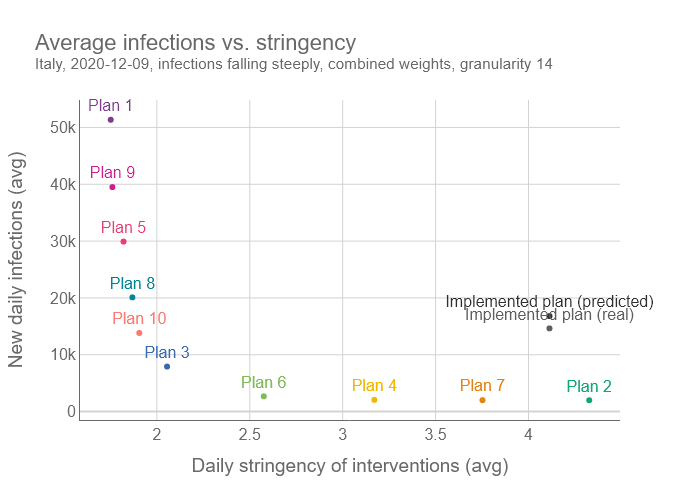 Average infections vs. stringency
Italy, 2020-12-09, infections falling steeply, combined weights, granularity 14
Plan 1
50k
Plan 9
40k
Plan 5
30k
Plan 8
20k
Implemented plan (predicted)
Plan 10
Implemented plan (real)
10k
Plan 3
Plan 6
Plan 4
Plan 7
Plan 2
0
2
2.5
3
3.5
4
New daily infections (avg)
Daily stringency of interventions (avg)